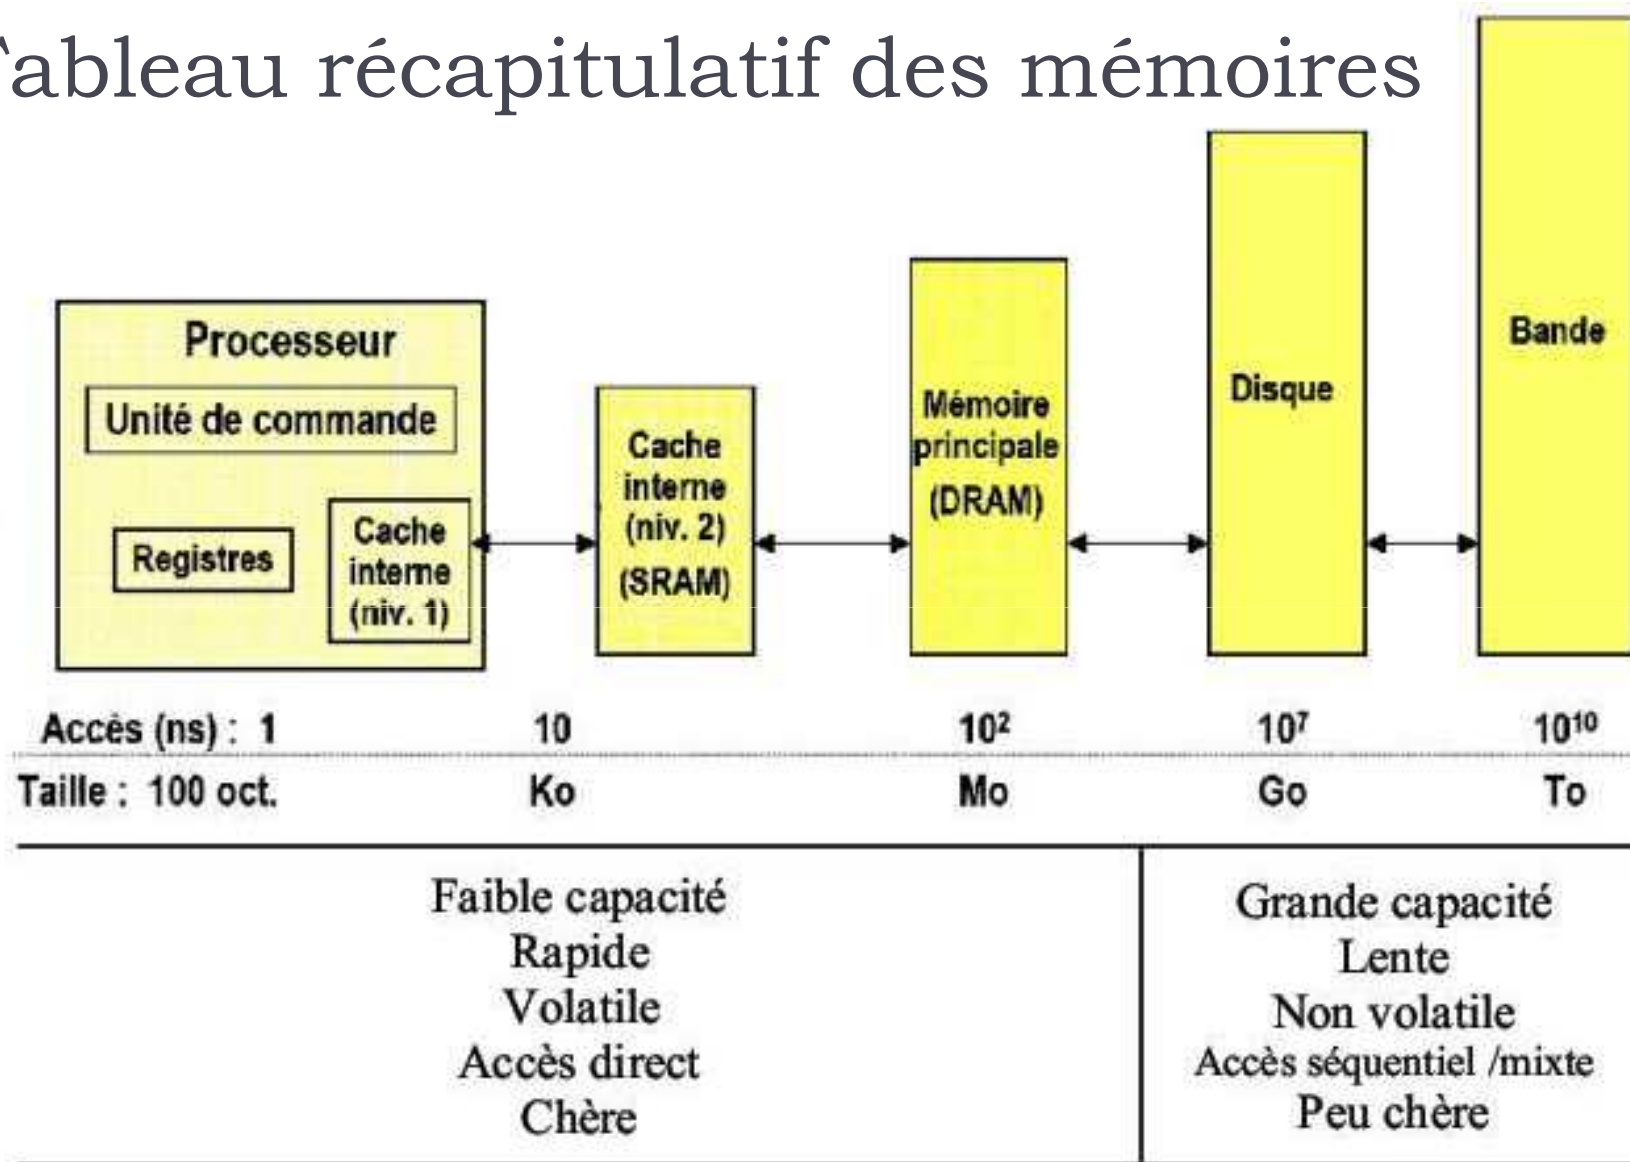 Tableau récapitulatif des mémoires
Processeur
Unité de commande
Registres
Cache
interne
(niv. 1)
Cache
interne
(niv. 2)
(SRAM)
Mémoire
principale
(DRAM)
Disque
Bande
Accès (ns) : 1 10 10² 10⁷ 10¹⁰
Taille : 100 oct. Ko Mo Go To
Faible capacité
Rapide
Volatile
Accès direct
Chère
Grande capacité
Lente
Non volatile
Accès séquentiel /mixte
Peu chère